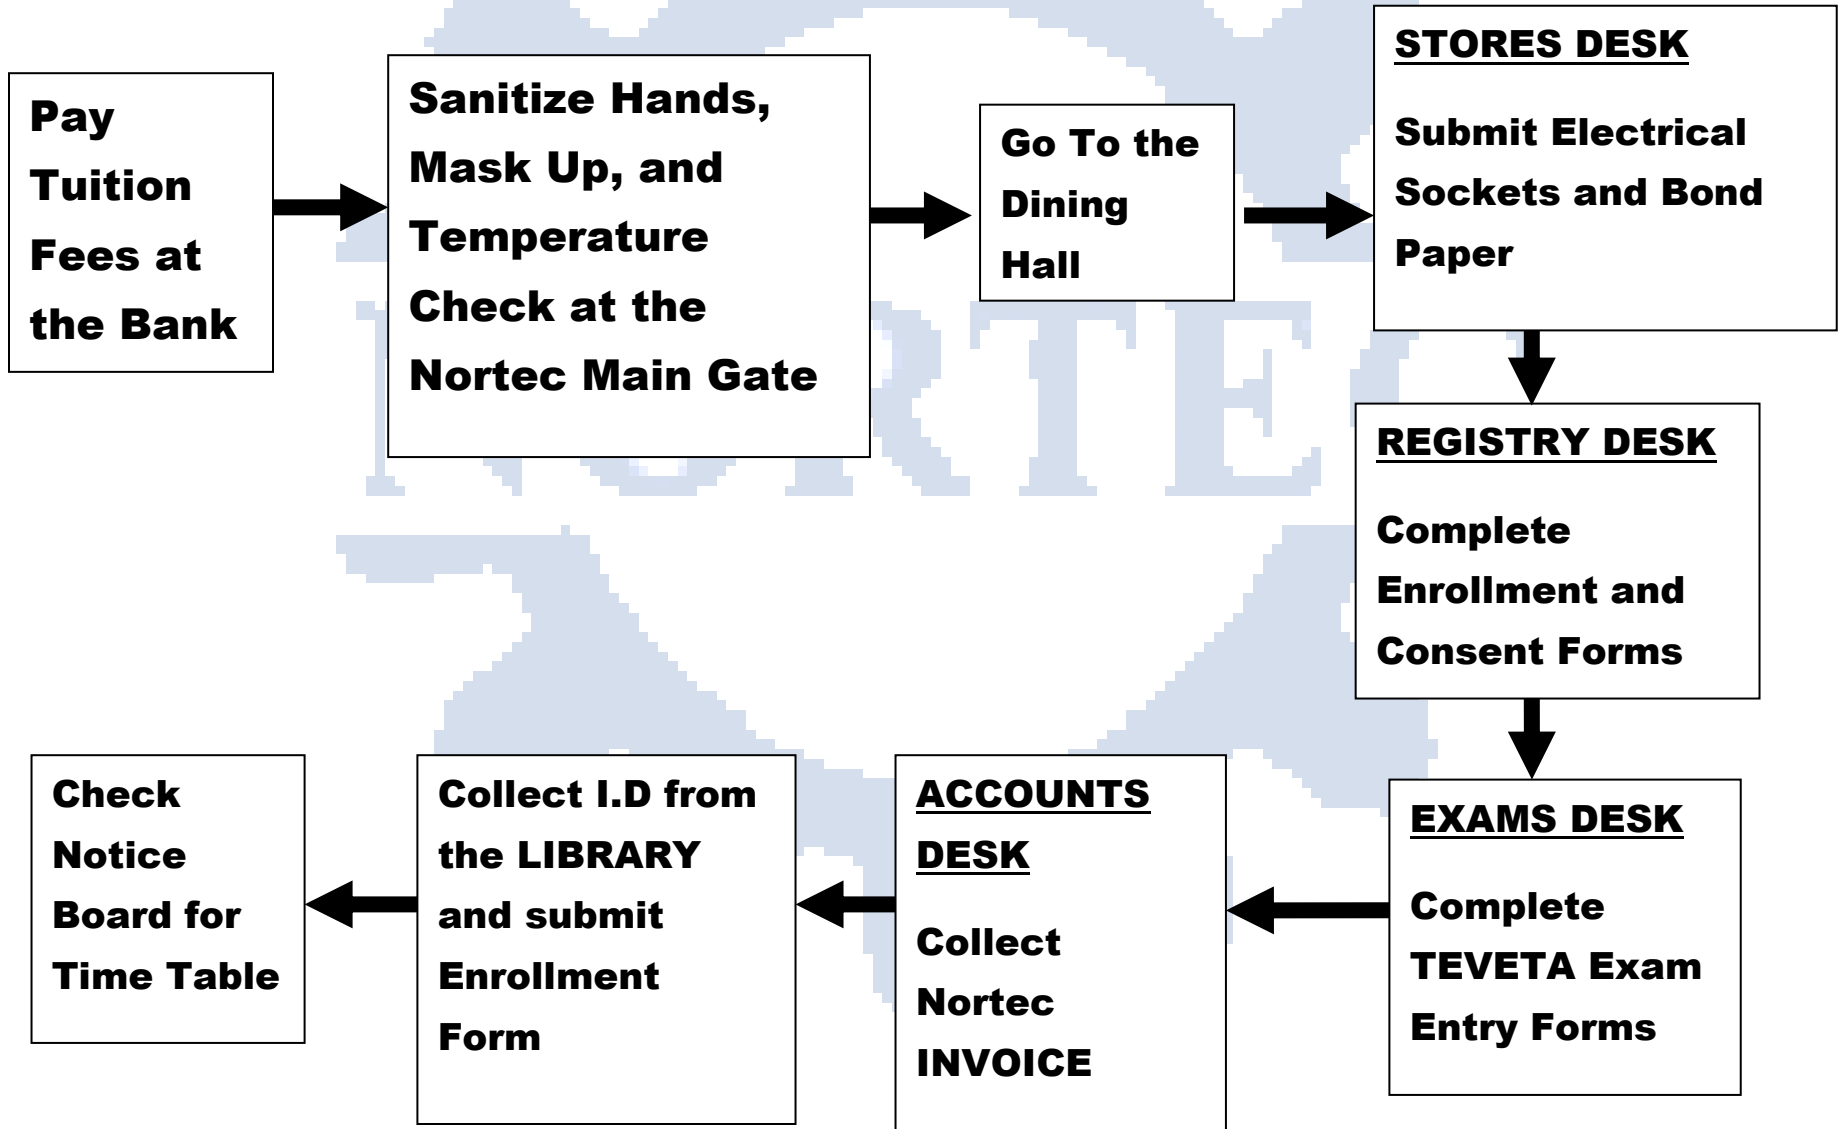 Pay
Tuition
Fees at
the Bank
Sanitize Hands,
Mask Up, and
Temperature
Check at the
Nortec Main Gate
Go To the
Dining
Hall
STORES DESK
Submit Electrical
Sockets and Bond
Paper
REGISTRY DESK
Complete
Enrollment and
Consent Forms
EXAMS DESK
Complete
TEVETA Exam
Entry Forms
ACCOUNTS
DESK
Collect
Nortec
INVOICE
Collect I.D from
the LIBRARY
and submit
Enrollment
Form
Check
Notice
Board for
Time Table